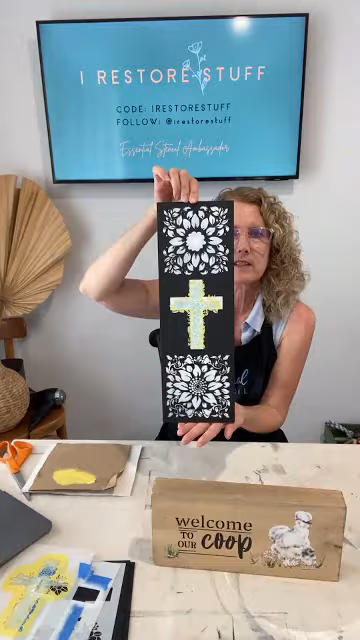 I RESTORE STUFF
CODE: IRESTORESTUFF
FOLLOW: @irestorestuff
Essential Stencil Ambassador
welcome
TO OUR coop